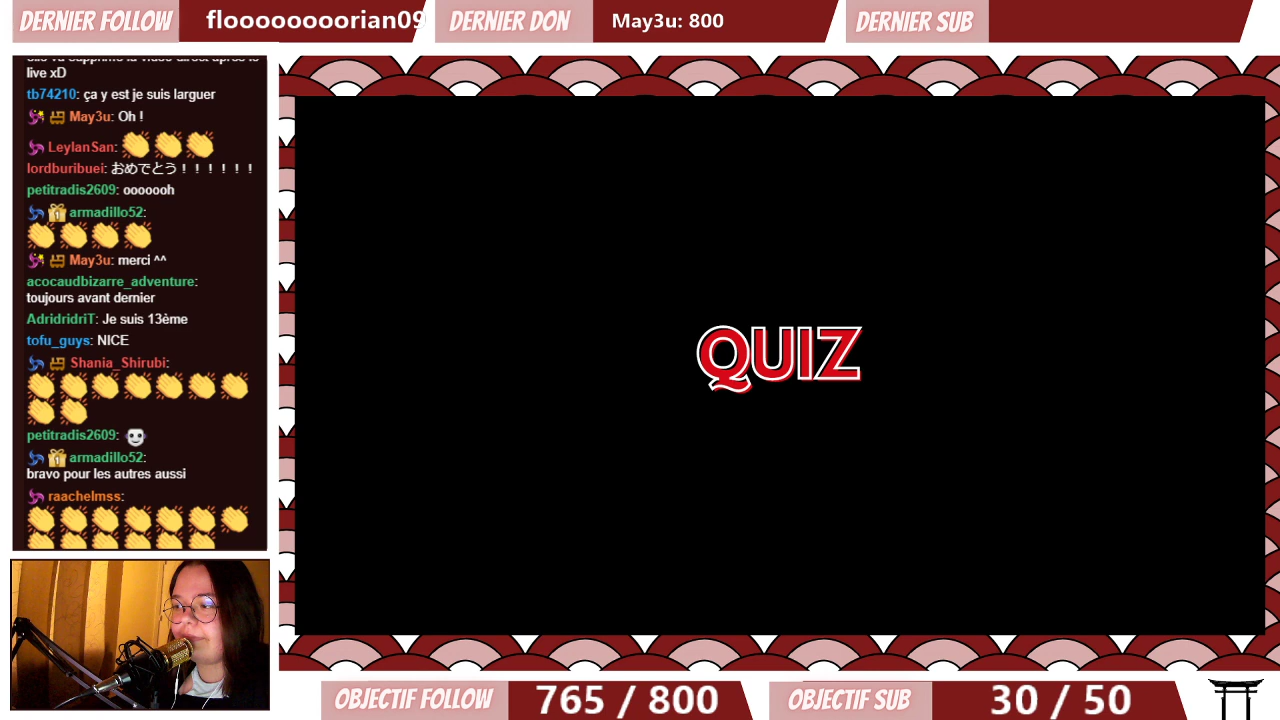 DERNIER FOLLOW
floooooooorian09
DERNIER DON
May3u: 800
DERNIER SUB
live xD
tb74210: ça y est je suis larguer
May3u: Oh !
LeylanSan:
lordburibuei: おめでとう！！！！！！
petitradis2609: ooooooh
armadillo52:
May3u: merci ^^
acocaudbizarre_adventure:
toujours avant dernier
AdridridriT: Je suis 13ème
tofu_guys: NICE
Shania_Shirubi:
petitradis2609:
armadillo52:
bravo pour les autres aussi
raachelmss:
QUIZ
OBJECTIF FOLLOW
765 / 800
OBJECTIF SUB
30 / 50